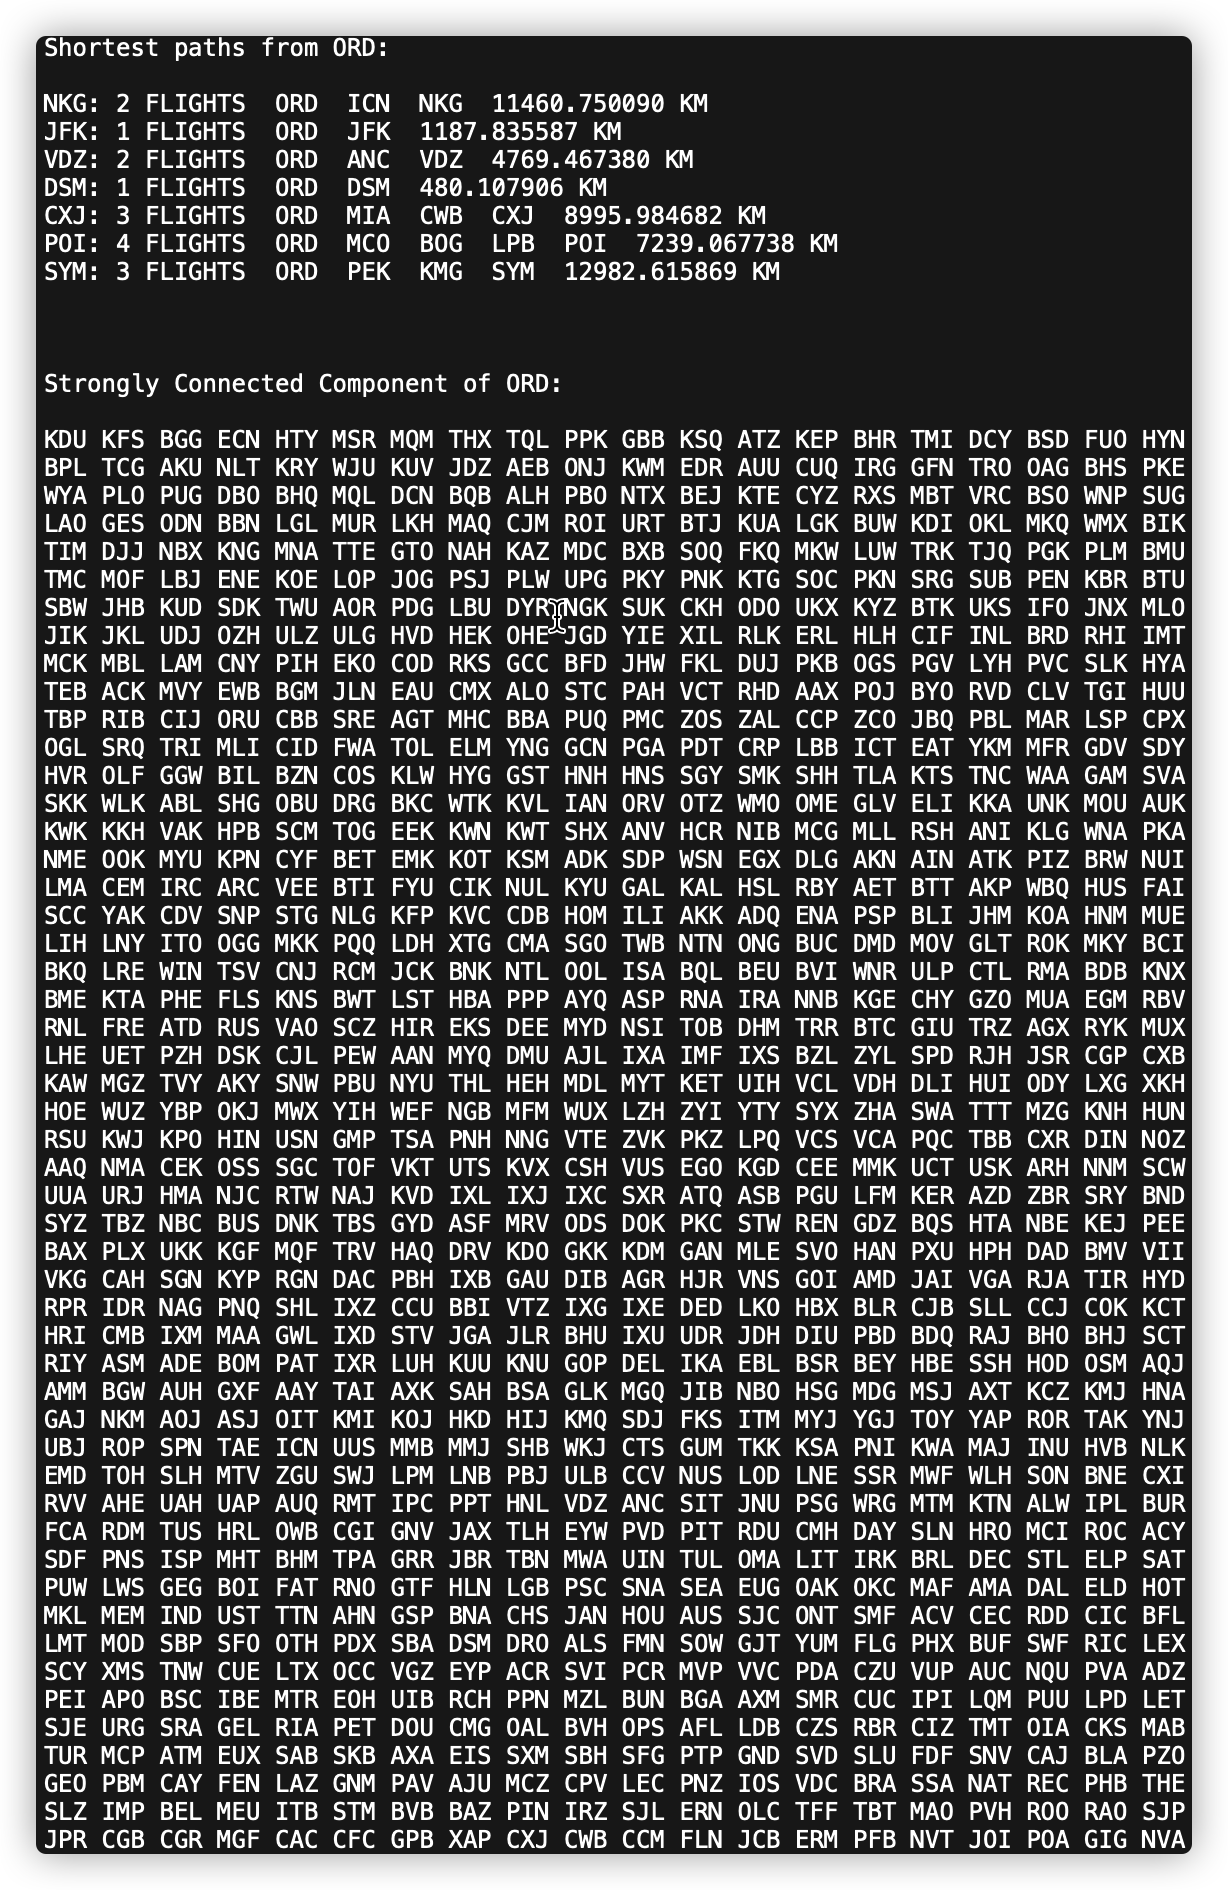 Shortest paths from ORD:
NKG: 2 FLIGHTS  ORD  ICN  NKG  11460.750090 KM
JFK: 1 FLIGHTS  ORD  JFK  1187.835587 KM
VDZ: 2 FLIGHTS  ORD  ANC  VDZ  4769.467380 KM
DSM: 1 FLIGHTS  ORD  DSM  480.107906 KM
CXJ: 3 FLIGHTS  ORD  MIA  CWB  CXJ  8995.984682 KM
POI: 4 FLIGHTS  ORD  MCO  BOG  LPB  POI  7239.067738 KM
SYM: 3 FLIGHTS  ORD  PEK  KMG  SYM  12982.615869 KM
Strongly Connected Component of ORD:
KDU KFS BGG ECN HTY MSR MQM THX TQL PPK GBB KSQ ATZ KEP BHR TMI DCY BSD FUO HYN
BPL TCG AKU NLT KRY WJU KUV JDZ AEB ONJ KWM EDR AUU CUQ IRG GFN TRO OAG BHS PKE
WYA PLO PUG DBO BHQ MQL DCN BQB ALH PBO NTX BEJ KTE CYZ RXS MBT VRC BSO WNP SUG
LAO GES ODN BBN LGL MUR LKH MAQ CJM ROI URT BTJ KUA LGK BUW KDI OKL MKQ WMX BIK
TIM DJJ NBX KNG MNA TTE GTO NAH KAZ MDC BXB SOQ FKQ MKW LUW TRK TJQ PGK PLM BMU
TMC MOF LBJ ENE KOE LOP JOG PSJ PLW UPG PKY PNK KTG SOC PKN SRG SUB PEN KBR BTU
SBW JHB KUD SDK TWU AOR PDG LBU DYR NGK SUK CKH ODO UKX KYZ BTK UKS IFO JNX MLO
JIK JKL UDJ OZH ULZ ULG HVD HEK OHE JGD YIE XIL RLK ERL HLH CIF INL BRD RHI IMT
MCK MBL LAM CNY PIH EKO COD RKS GCC BFD JHW FKL DUJ PKB OGS PGV LYH PVC SLK HYA
TEB ACK MVY EWB BGM JLN EAU CMX ALO STC PAH VCT RHD AAX POJ BYO RVD CLV TGI HUU
TBP RIB CIJ ORU CBB SRE AGT MHC BBA PUQ PMC ZOS ZAL CCP ZCO JBQ PBL MAR LSP CPX
OGL SRQ TRI MLI CID FWA TOL ELM YNG GCN PGA PDT CRP LBB ICT EAT YKM MFR GDV SDY
HVR OLF GGW BIL BZN COS KLW HYG GST HNH HNS SGY SMK SHH TLA KTS TNC WAA GAM SVA
SKK WLK ABL SHG OBU DRG BKC WTK KVL IAN ORV OTZ WMO OME GLV ELI KKA UNK MOU AUK
KWK KKH VAK HPB SCM TOG EEK KWN KWT SHX ANV HCR NIB MCG MLL RSH ANI KLG WNA PKA
NME OOK MYU KPN CYF BET EMK KOT KSM ADK SDP WSN EGX DLG AKN AIN ATK PIZ BRW NUI
LMA CEM IRC ARC VEE BTI FYU CIK NUL KYU GAL KAL HSL RBY AET BTT AKP WBQ HUS FAI
SCC YAK CDV SNP STG NLG KFP KVC CDB HOM ILI AKK ADQ ENA PSP BLI JHM KOA HNM MUE
LIH LNY ITO OGG MKK PQQ LDH XTG CMA SGO TWB NTN ONG BUC DMD MOV GLT ROK MKY BCI
BKQ LRE WIN TSV CNJ RCM JCK BNK NTL OOL ISA BQL BEU BVI WNR ULP CTL RMA BDB KNX
BME KTA PHE FLS KNS BWT LST HBA PPP AYQ ASP RNA IRA NNB KGE CHY GZO MUA EGM RBV
RNL FRE ATD RUS VAO SCZ HIR EKS DEE MYD NSI TOB DHM TRR BTC GIU TRZ AGX RYK MUX
LHE UET PZH DSK CJL PEW AAN MYQ DMU AJL IXA IMF IXS BZL ZYL SPD RJH JSR CGP CXB
KAW MGZ TVY AKY SNW PBU NYU THL HEH MDL MYT KET UIH VCL VDH DLI HUI ODY LXG XKH
HOE WUZ YBP OKJ MWX YIH WEF NGB MFM WUX LZH ZYI YTY SYX ZHA SWA TTT MZG KNH HUN
RSU KWJ KPO HIN USN GMP TSA PNH NNG VTE ZVK PKZ LPQ VCS VCA PQC TBB CXR DIN NOZ
AAQ NMA CEK OSS SGC TOF VKT UTS KVX CSH VUS EGO KGD CEE MMK UCT USK ARH NNM SCW
UUA URJ HMA NJC RTW NAJ KVD IXL IXJ IXC SXR ATQ ASB PGU LFM KER AZD ZBR SRY BND
SYZ TBZ NBC BUS DNK TBS GYD ASF MRV ODS DOK PKC STW REN GDZ BQS HTA NBE KEJ PEE
BAX PLX UKK KGF MQF TRV HAQ DRV KDO GKK KDM GAN MLE SVO HAN PXU HPH DAD BMV VII
VKG CAH SGN KYP RGN DAC PBH IXB GAU DIB AGR HJR VNS GOI AMD JAI VGA RJA TIR HYD
RPR IDR NAG PNQ SHL IXZ CCU BBI VTZ IXG IXE DED LKO HBX BLR CJB SLL CCJ COK KCT
HRI CMB IXM MAA GWL IXD STV JGA JLR BHU IXU UDR JDH DIU PBD BDQ RAJ BHO BHJ SCT
RIY ASM ADE BOM PAT IXR LUH KUU KNU GOP DEL IKA EBL BSR BEY HBE SSH HOD OSM AQJ
AMM BGW AUH GXF AAY TAI AXK SAH BSA GLK MGQ JIB NBO HSG MDG MSJ AXT KCZ KMJ HNA
GAJ NKM AOJ ASJ OIT KMI KOJ HKD HIJ KMQ SDJ FKS ITM MYJ YGJ TOY YAP ROR TAK YNJ
UBJ ROP SPN TAE ICN UUS MMB MMJ SHB WKJ CTS GUM TKK KSA PNI KWA MAJ INU HVB NLK
EMD TOH SLH MTV ZGU SWJ LPM LNB PBJ ULB CCV NUS LOD LNE SSR MWF WLH SON BNE CXI
RVV AHE UAH UAP AUQ RMT IPC PPT HNL VDZ ANC SIT JNU PSG WRG MTM KTN ALW IPL BUR
FCA RDM TUS HRL OWB CGI GNV JAX TLH EYW PVD PIT RDU CMH DAY SLN HRO MCI ROC ACY
SDF PNS ISP MHT BHM TPA GRR JBR TBN MWA UIN TUL OMA LIT IRK BRL DEC STL ELP SAT
PUW LWS GEG BOI FAT RNO GTF HLN LGB PSC SNA SEA EUG OAK OKC MAF AMA DAL ELD HOT
MKL MEM IND UST TTN AHN GSP BNA CHS JAN HOU AUS SJC ONT SMF ACV CEC RDD CIC BFL
LMT MOD SBP SFO OTH PDX SBA DSM DRO ALS FMN SOW GJT YUM FLG PHX BUF SWF RIC LEX
SCY XMS TNW CUE LTX OCC VGZ EYP ACR SVI PCR MVP VVC PDA CZU VUP AUC NQU PVA ADZ
PEI APO BSC IBE MTR EOH UIB RCH PPN MZL BUN BGA AXM SMR CUC IPI LQM PUU LPD LET
SJE URG SRA GEL RIA PET DOU CMG OAL BVH OPS AFL LDB CZS RBR CIZ TMT OIA CKS MAB
TUR MCP ATM EUX SAB SKB AXA EIS SXM SBH SFG PTP GND SVD SLU FDF SNV CAJ BLA PZO
GEO PBM CAY FEN LAZ GNM PAV AJU MCZ CPV LEC PNZ IOS VDC BRA SSA NAT REC PHB THE
SLZ IMP BEL MEU ITB STM BVB BAZ PIN IRZ SJL ERN OLC TFF TBT MAO PVH ROO RAO SJP
JPR CGB CGR MGF CAC CFC GPB XAP CXJ CWB CCM FLN JCB ERM PFB NVT JOI POA GIG NVA